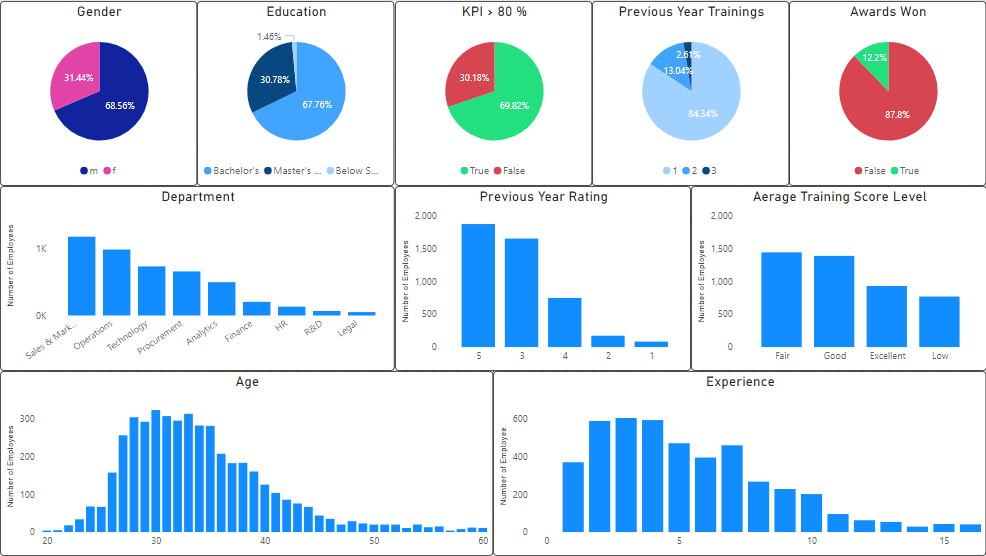 Gender
Education
KPI > 80 %
Previous Year Trainings
Awards Won
31.44%
68.56%
m
f
1.46%
30.78%
67.76%
Bachelor's
Master's ...
Below S...
30.18%
69.82%
True
False
2.61%
13.04%
84.34%
1
2
3
12.2%
87.8%
False
True
Department
Number of Employees
1K
0K
Sales & Mark...
Operations
Technology
Procurement
Analytics
Finance
HR
R&D
Legal
Previous Year Rating
Number of Employees
2,000
1,500
1,000
500
0
5
3
4
2
1
Aerage Training Score Level
Number of Employees
2,000
1,500
1,000
500
0
Fair
Good
Excellent
Low
Age
Number of Employees
300
200
100
0
20
30
40
50
60
Experience
Number of Employee
600
400
200
0
0
5
10
15